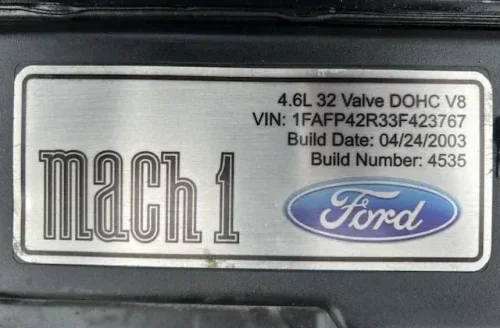 4.6L 32 Valve DOHC V8
VIN: 1FAFP42R33F423767
Build Date: 04/24/2003
Build Number: 4535
mach 1
Ford